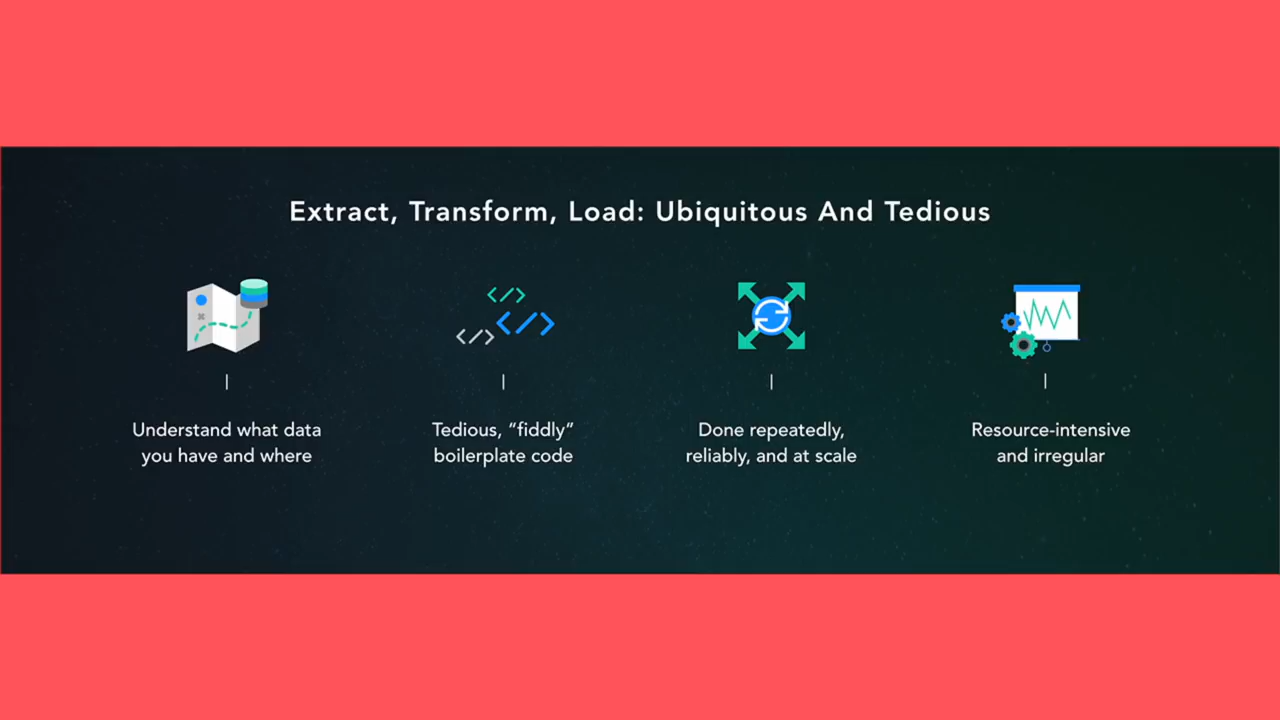 Extract, Transform, Load: Ubiquitous And Tedious
Understand what data
you have and where
Tedious, “fiddly”
boilerplate code
Done repeatedly,
reliably, and at scale
Resource-intensive
and irregular